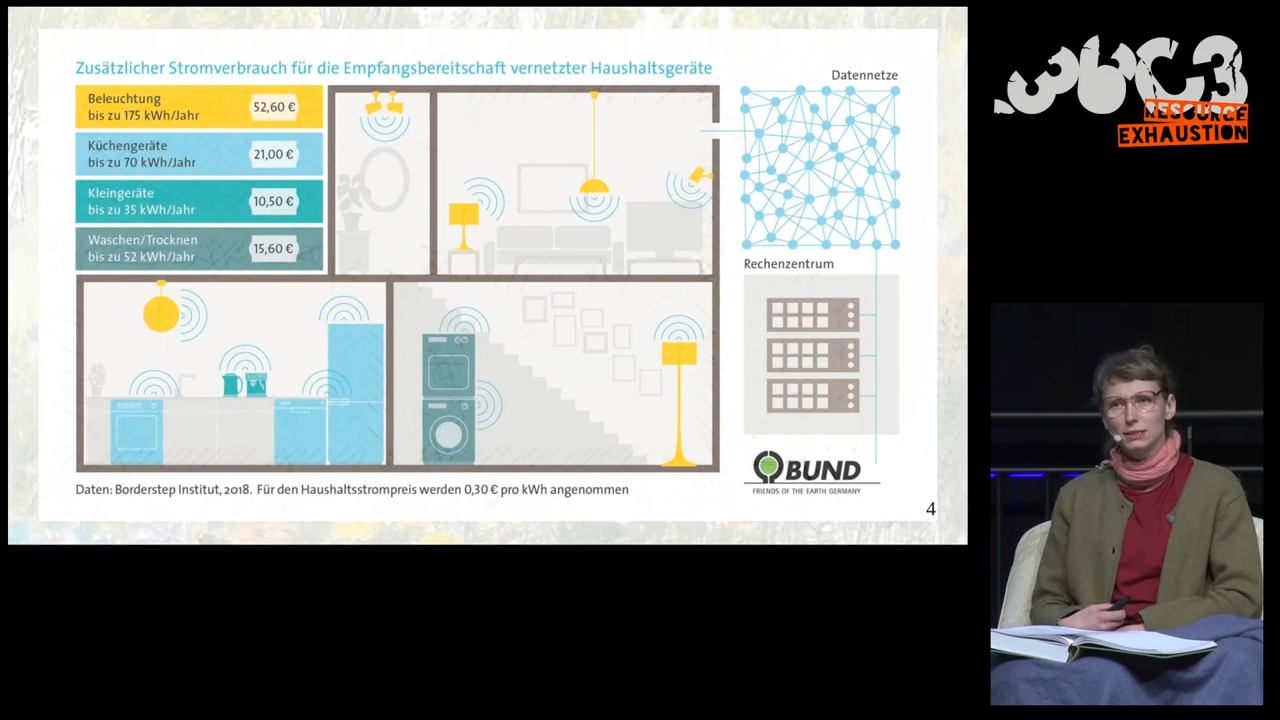 Zusätzlicher Stromverbrauch für die Empfangsbereitschaft vernetzter Haushaltsgeräte
Beleuchtung
bis zu 175 kWh/Jahr
52,60 €
Küchengeräte
bis zu 70 kWh/Jahr
21,00 €
Kleingeräte
bis zu 35 kWh/Jahr
10,50 €
Waschen/Trocknen
bis zu 52 kWh/Jahr
15,60 €
Datennetze
Rechenzentrum
BUND
FRIENDS OF THE EARTH GERMANY
Daten: Borderstep Institut, 2018. Für den Haushaltsstrompreis werden 0,30 € pro kWh angenommen
4
36C3
RESOURCE
EXHAUSTION